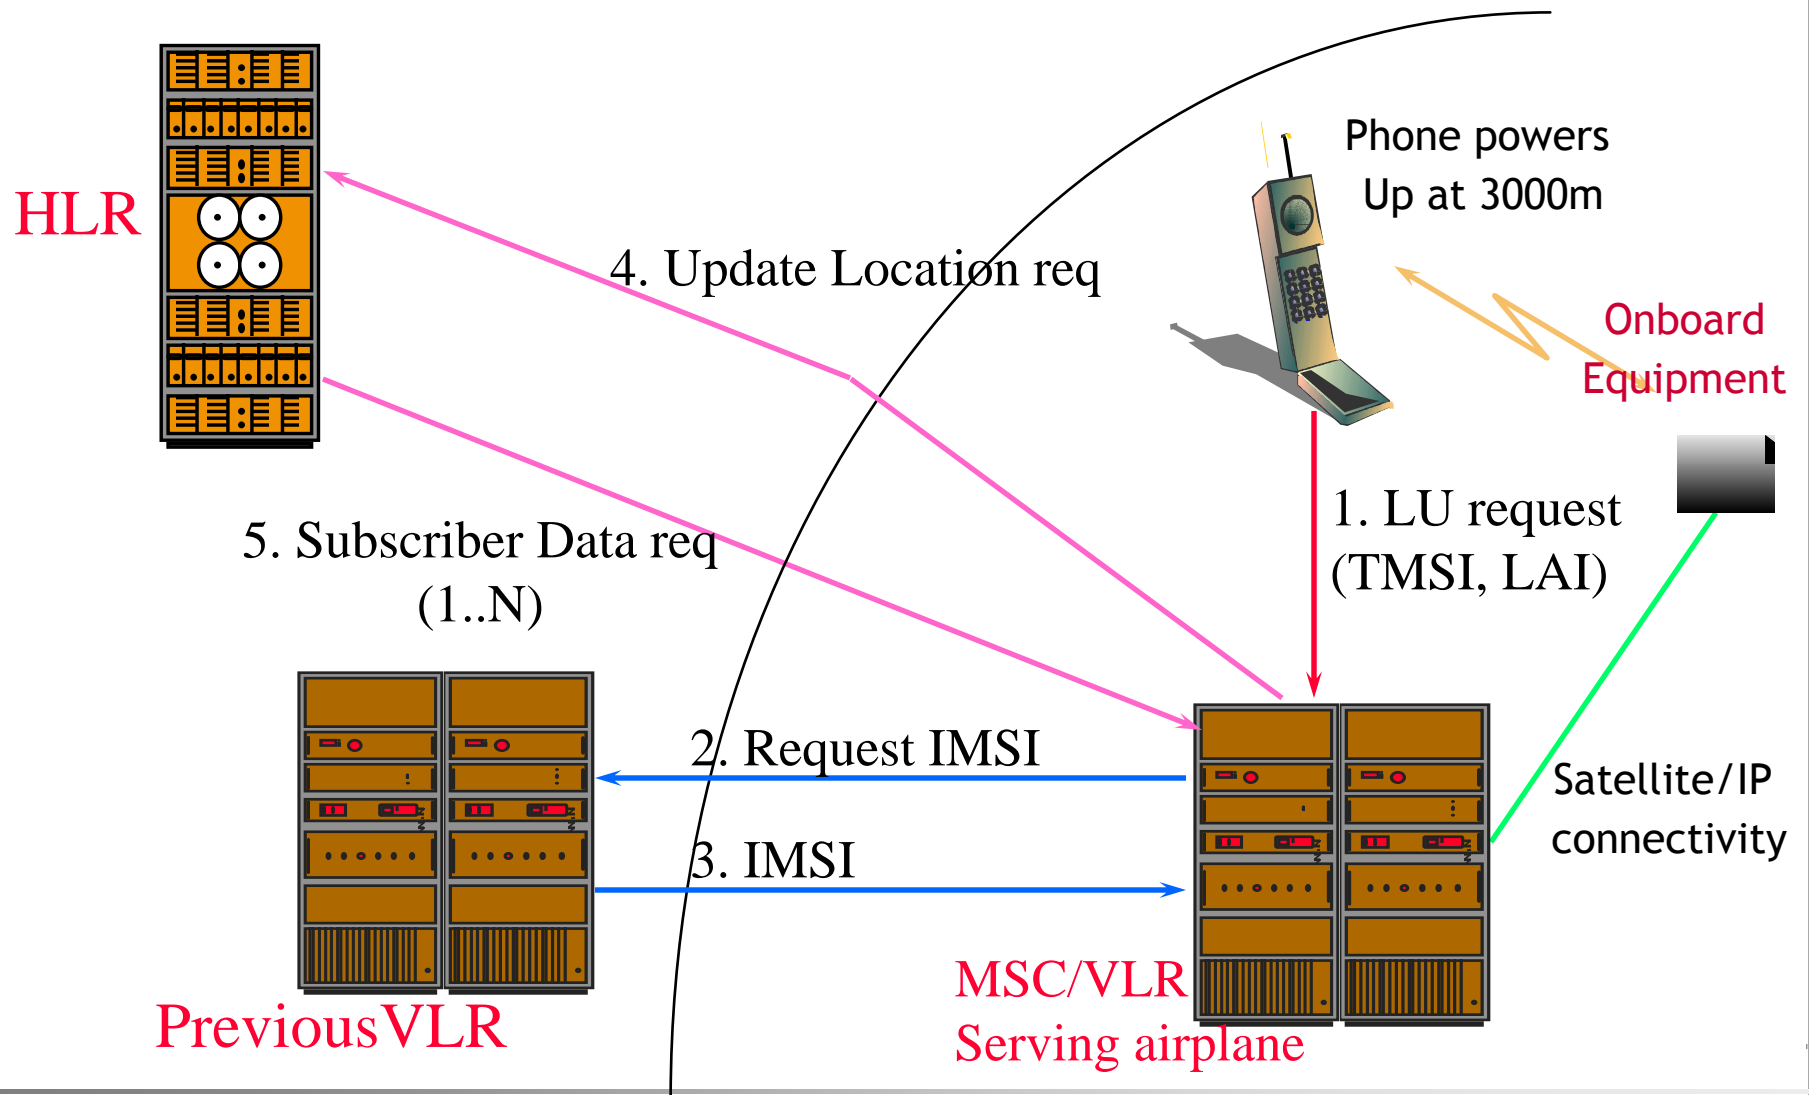 Phone powers
Up at 3000m
HLR
4. Update Location req
Onboard
Equipment
1. LU request
(TMSI, LAI)
5. Subscriber Data req
(1..N)
2. Request IMSI
Satellite/IP
connectivity
3. IMSI
MSC/VLR
Serving airplane
PreviousVLR